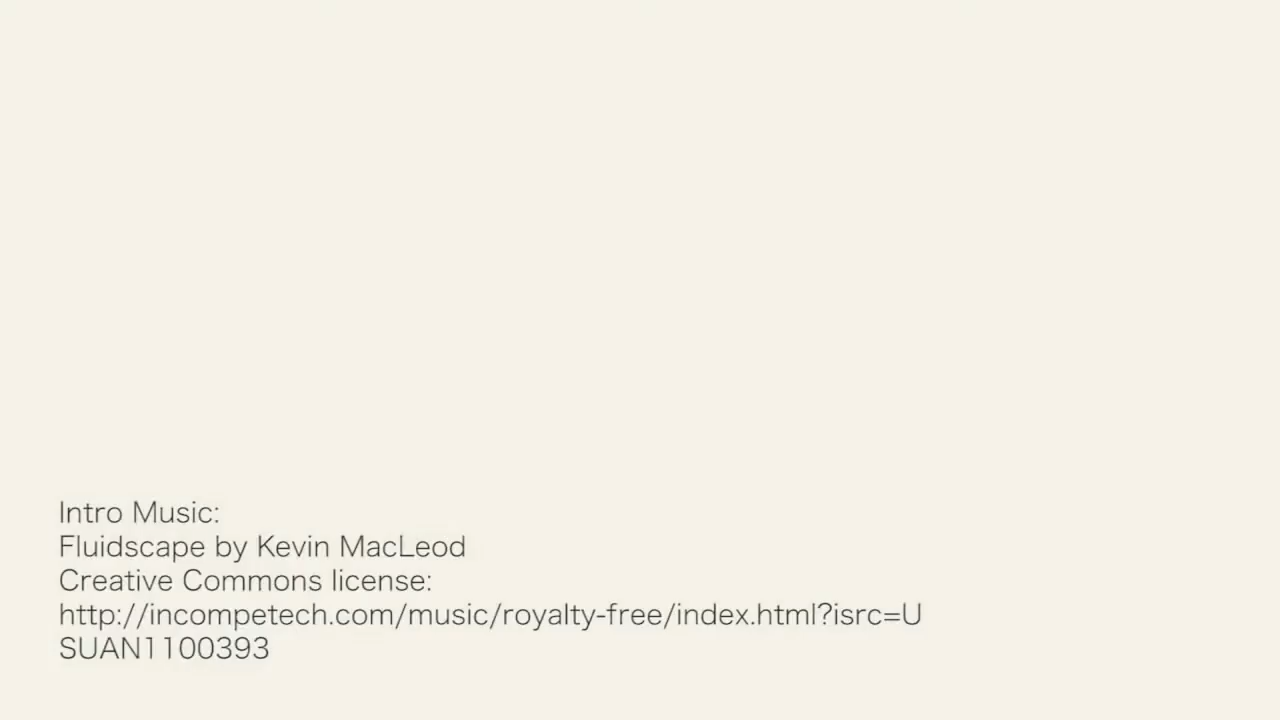 Intro Music:
Fluidscape by Kevin MacLeod
Creative Commons license:
http://incompetech.com/music/royalty-free/index.html?isrc=U
SUAN1100393